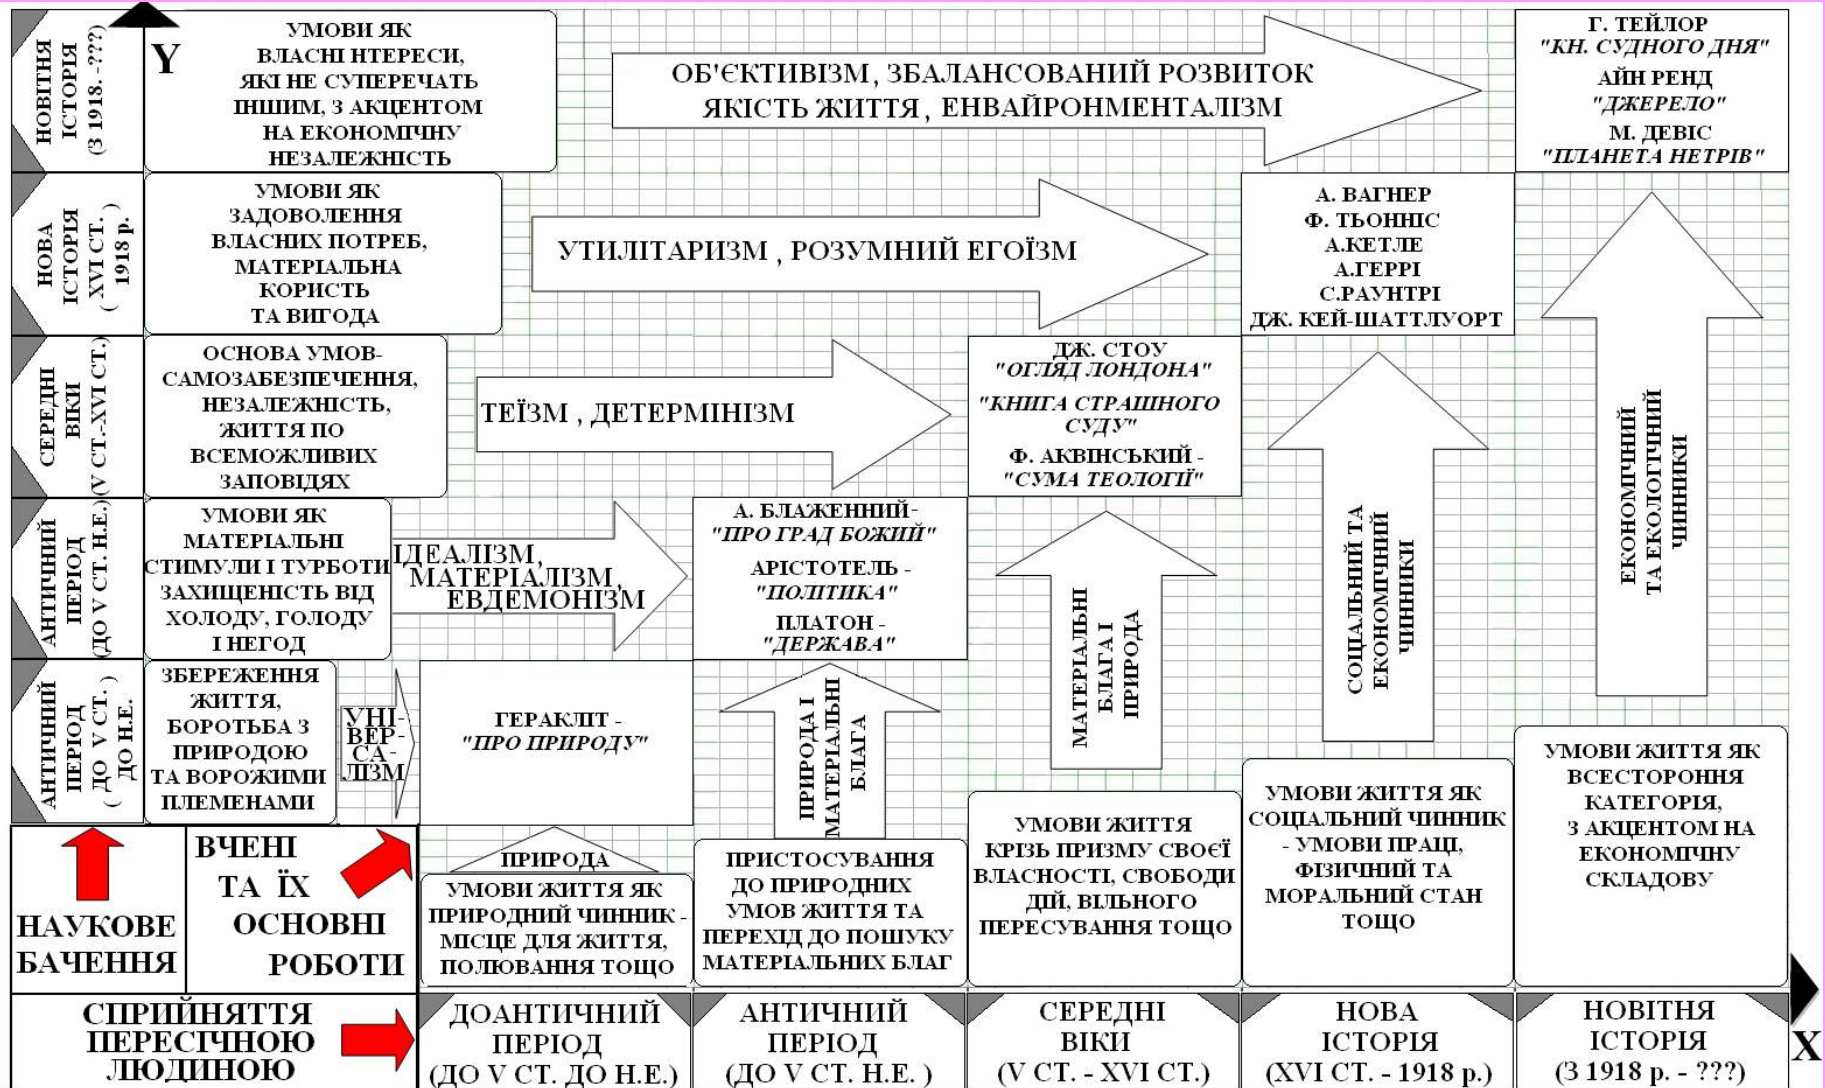 НОВІТНЯ
ІСТОРІЯ
(З 1918. -???)
Y
УМОВИ ЯК
ВЛАСНІ НТЕРЕСИ,
ЯКІ НЕ СУПЕРЕЧАТЬ
ІНШИМ, З АКЦЕНТОМ
НА ЕКОНОМІЧНУ
НЕЗАЛЕЖНІСТЬ
ОБ'ЄКТИВІЗМ , ЗБАЛАНСОВАНИЙ РОЗВИТОК
ЯКІСТЬ ЖИТТЯ , ЕНВАЙРОНМЕНТАЛІЗМ
Г. ТЕЙЛОР
"КН. СУДНОГО ДНЯ"
АЙН РЕНД
"ДЖЕРЕЛО"
М. ДЕВІС
"ПЛАНЕТА НЕТРІВ"
НОВА
ІСТОРІЯ
( XVI СТ. )
1918 р.
УМОВИ ЯК
ЗАДОВОЛЕННЯ
ВЛАСНИХ ПОТРЕБ,
МАТЕРІАЛЬНА
КОРИСТЬ
ТА ВИГОДА
УТИЛІТАРИЗМ , РОЗУМНИЙ ЕГОЇЗМ
А. ВАГНЕР
Ф. ТЬОННІС
А.КЕТЛЕ
А.ГЕРРІ
С.РАУНТРІ
ДЖ. КЕЙ-ШАТТЛУОРТ
ЕКОНОМІЧНИЙ
ТА ЕКОЛОГІЧНИЙ
ЧИННИКИ
СЕРЕДНІ
ВІКИ
(V СТ.-XVI СТ.)
ОСНОВА УМОВ-
САМОЗАБЕЗПЕЧЕННЯ,
НЕЗАЛЕЖНІСТЬ,
ЖИТТЯ ПО
ВСЕМОЖЛИВИХ
ЗАПОВІДЯХ
ТЕЇЗМ , ДЕТЕРМІНІЗМ
ДЖ. СТОУ
"ОГЛЯД ЛОНДОНА"
"КНИГА СТРАШНОГО
СУДУ"
Ф. АКВІНСЬКИЙ -
"СУМА ТЕОЛОГІЇ"
СОЦІАЛЬНИЙ ТА
ЕКОНОМІЧНИЙ
ЧИННИКИ
АНТИЧНИЙ
ПЕРІОД
(ДО V СТ. Н.Е.)
УМОВИ ЯК
МАТЕРІАЛЬНІ
СТИМУЛИ І ТУРБОТИ
ЗАХИЩЕНІСТЬ ВІД
ХОЛОДУ, ГОЛОДУ
І НЕГОД
ІДЕАЛІЗМ,
МАТЕРІАЛІЗМ,
ЕВДЕМОНІЗМ
А. БЛАЖЕННИЙ-
"ПРО ГРАД БОЖИЙ"
АРІСТОТЕЛЬ -
"ПОЛІТИКА"
ПЛАТОН -
"ДЕРЖАВА"
МАТЕРІАЛЬНІ
БЛАГА І
ПРИРОДА
АНТИЧНИЙ
ПЕРІОД
( ДО V СТ. )
ДО Н.Е.
ЗБЕРЕЖЕННЯ
ЖИТТЯ,
БОРОТЬБА З
ПРИРОДОЮ
ТА ВОРОЖИМИ
ПЛЕМЕНАМИ
УНІ-
ВЕР-
СА -
ЛІЗМ
ГЕРАКЛІТ -
"ПРО ПРИРОДУ"
ПРИРОДА І
МАТЕРІАЛЬНІ
БЛАГА
НАУКОВЕ
БАЧЕННЯ
ВЧЕНІ
ТА ЇХ
ОСНОВНІ
РОБОТИ
ПРИРОДА
УМОВИ ЖИТТЯ ЯК
ПРИРОДНИЙ ЧИННИК -
МІСЦЕ ДЛЯ ЖИТТЯ,
ПОЛЮВАННЯ ТОЩО
ПРИСТОСУВАННЯ
ДО ПРИРОДНИХ
УМОВ ЖИТТЯ ТА
ПЕРЕХІД ДО ПОШУКУ
МАТЕРІАЛЬНИХ БЛАГ
УМОВИ ЖИТТЯ
КРІЗЬ ПРИЗМУ СВОЄЇ
ВЛАСНОСТІ, СВОБОДИ
ДІЙ, ВІЛЬНОГО
ПЕРЕСУВАННЯ ТОЩО
УМОВИ ЖИТТЯ ЯК
СОЦІАЛЬНИЙ ЧИННИК
- УМОВИ ПРАЦІ,
ФІЗИЧНИЙ ТА
МОРАЛЬНИЙ СТАН
ТОЩО
УМОВИ ЖИТТЯ ЯК
ВСЕСТОРОННЯ
КАТЕГОРІЯ,
З АКЦЕНТОМ НА
ЕКОНОМІЧНУ
СКЛАДОВУ
СПРИЙНЯТТЯ
ПЕРЕСІЧНОЮ
ЛЮДИНОЮ
ДОАНТИЧНИЙ
ПЕРІОД
(ДО V СТ. ДО Н.Е.)
АНТИЧНИЙ
ПЕРІОД
(ДО V СТ. Н.Е. )
СЕРЕДНІ
ВІКИ
(V СТ. - XVI СТ.)
НОВА
ІСТОРІЯ
(XVI СТ. - 1918 р.)
НОВІТНЯ
ІСТОРІЯ
(З 1918 р. - ???)
X